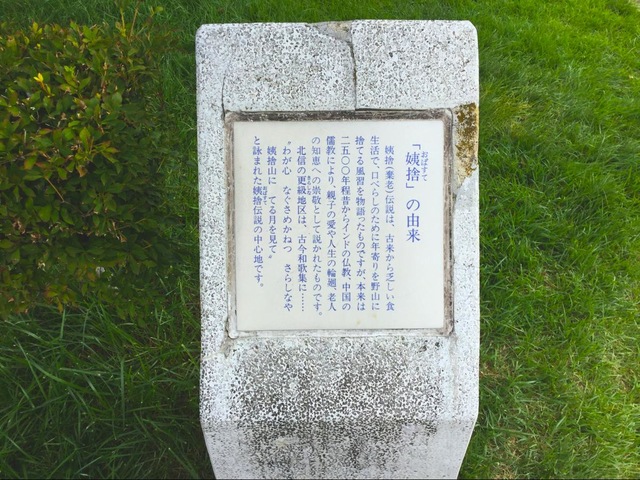 「姨捨」の由来
姨捨（棄老）伝説は、古来から乏しい食
生活で、口べらしのために年寄りを野山に
捨てる風習を物語ったものですが、本来は
二五〇〇年程昔からインドの仏教、中国の
儒教により、親子の愛や人生の輪廻、老人
の知恵への崇敬として説かれたものです。
北信の更級地区は、古今和歌集に……
〝わが心　なぐさめかねつ　さらしなや
姨捨山に　てる月を見て〟
と詠まれた姨捨伝説の中心地です。